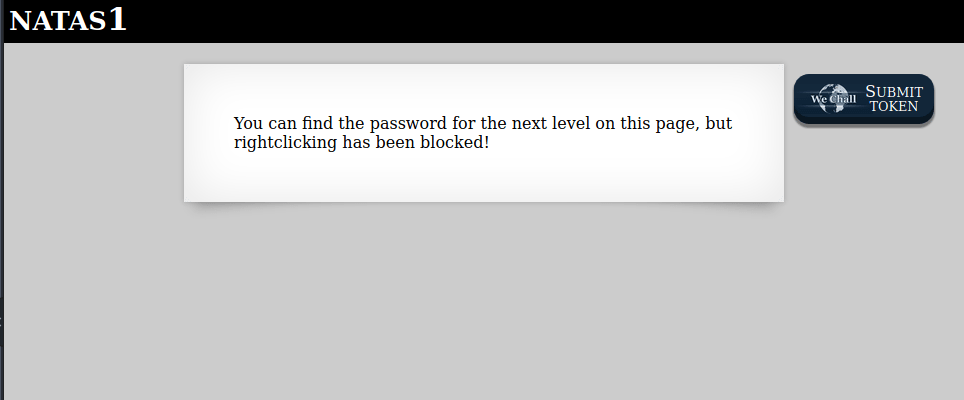 NATAS1
You can find the password for the next level on this page, but
rightclicking has been blocked!
We Chall
SUBMIT
TOKEN